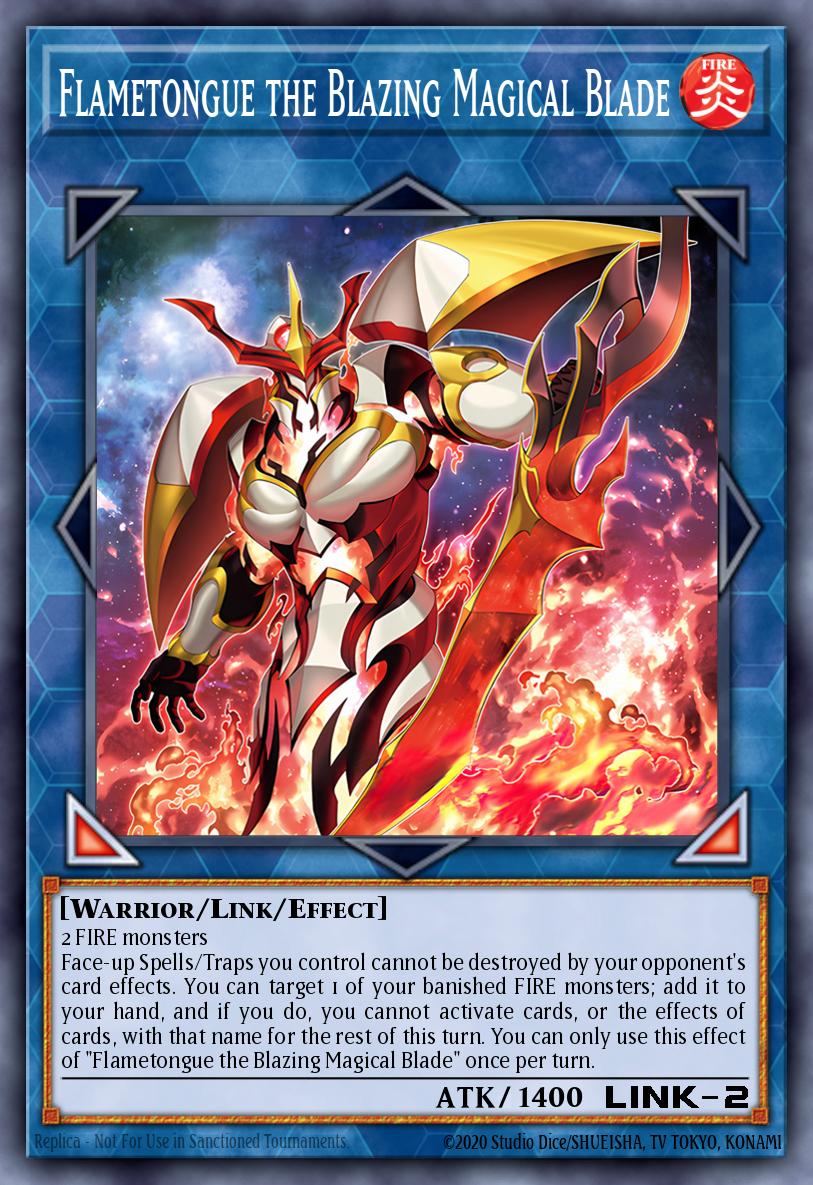 Flametongue the Blazing Magical Blade
FIRE
炎
[Warrior/Link/Effect]
2 FIRE monsters
Face-up Spells/Traps you control cannot be destroyed by your opponent's
card effects. You can target 1 of your banished FIRE monsters; add it to
your hand, and if you do, you cannot activate cards, or the effects of
cards, with that name for the rest of this turn. You can only use this effect
of "Flametongue the Blazing Magical Blade" once per turn.
ATK/1400 LINK-2
Replica - Not For Use in Sanctioned Tournaments.
©2020 Studio Dice/SHUEISHA, TV TOKYO, KONAMI